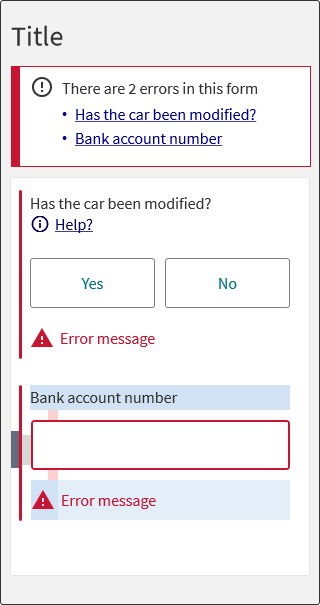 Title
There are 2 errors in this form
• Has the car been modified?
• Bank account number
Has the car been modified?
Help?
Yes
No
Error message
Bank account number
Error message